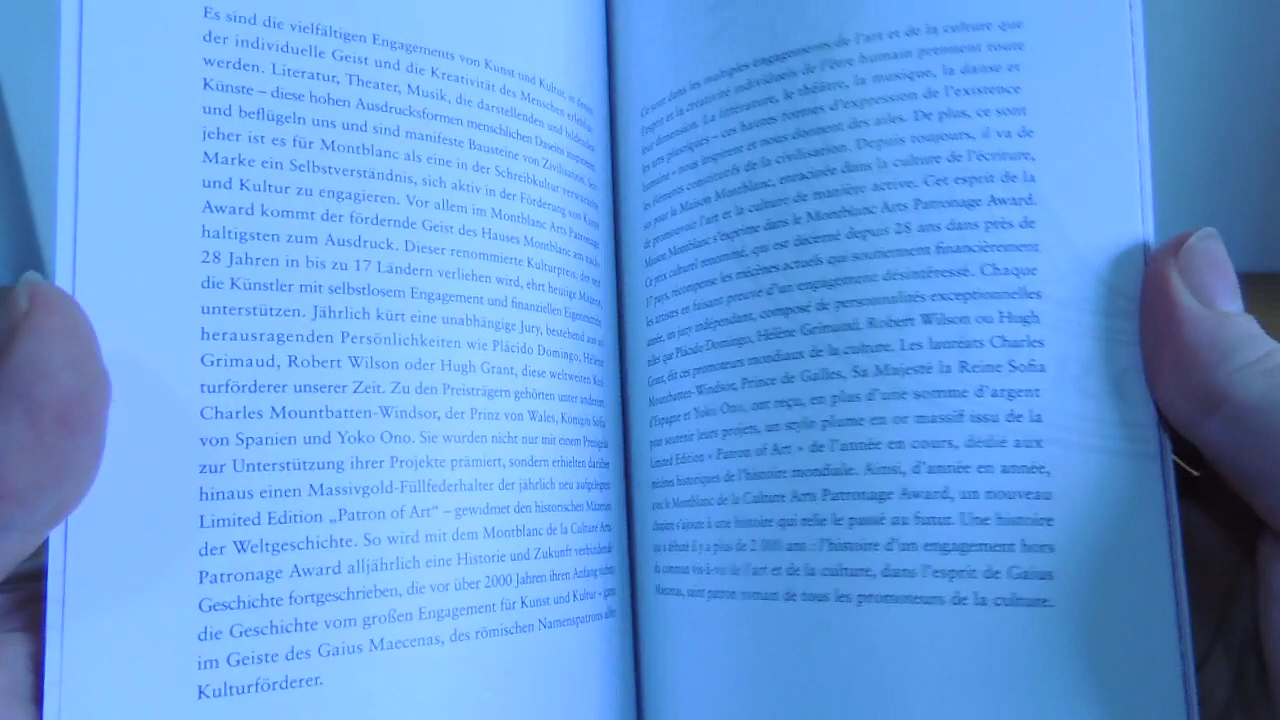 Es sind die vielfältigen Engagements von Kunst und Kultur, in denen
der individuelle Geist und die Kreativität des Menschen erlebbar
werden. Literatur, Theater, Musik, die darstellenden und bildenden
Künste – diese hohen Ausdrucksformen menschlichen Daseins inspirieren
und beflügeln uns und sind manifeste Bausteine von Zivilisation. Seit
jeher ist es für Montblanc als eine in der Schreibkultur verwurzelte
Marke ein Selbstverständnis, sich aktiv in der Förderung von Kunst
und Kultur zu engagieren. Vor allem im Montblanc Arts Patronage
Award kommt der fördernde Geist des Hauses Montblanc am nach-
haltigsten zum Ausdruck. Dieser renommierte Kulturpreis, der seit
28 Jahren in bis zu 17 Ländern verliehen wird, ehrt heutige Mäzene,
die Künstler mit selbstlosem Engagement und finanziellen Eigenmitteln
unterstützen. Jährlich kürt eine unabhängige Jury, bestehend aus so
herausragenden Persönlichkeiten wie Plácido Domingo, Hélène
Grimaud, Robert Wilson oder Hugh Grant, diese weltweiten Kul-
turförderer unserer Zeit. Zu den Preisträgern gehörten unter anderem
Charles Mountbatten-Windsor, der Prinz von Wales, Königin Sofia
von Spanien und Yoko Ono. Sie wurden nicht nur mit einem Preisgeld
zur Unterstützung ihrer Projekte prämiert, sondern erhielten darüber
hinaus einen Massivgold-Füllfederhalter der jährlich neu aufgelegten
Limited Edition „Patron of Art“ – gewidmet den historischen Mäzenen
der Weltgeschichte. So wird mit dem Montblanc de la Culture Arts
Patronage Award alljährlich eine Historie und Zukunft verbindende
Geschichte fortgeschrieben, die vor über 2000 Jahren ihren Anfang nahm:
die Geschichte vom großen Engagement für Kunst und Kultur – ganz
im Geiste des Gaius Maecenas, des römischen Namenspatrons aller
Kulturförderer.
Ce sont dans les multiples engagements de l'art et de la culture que
l'esprit et la créativité individuels de l'être humain prennent toute
leur dimension. La littérature, le théâtre, la musique, la danse et
les arts plastiques – ces hautes formes d'expression de l'existence
humaine – nous inspirent et nous donnent des ailes. De plus, ce sont
les éléments constitutifs de la civilisation. Depuis toujours, il va de
soi pour la Maison Montblanc, enracinée dans la culture de l'écriture,
de promouvoir l'art et la culture de manière active. Cet esprit de la
Maison Montblanc s'exprime dans le Montblanc Arts Patronage Award.
Ce prix culturel renommé, qui est décerné depuis 28 ans dans près de
17 pays, récompense les mécènes actuels qui soutiennent financièrement
les artistes en faisant preuve d'un engagement désintéressé. Chaque
année, un jury indépendant, composé de personnalités exceptionnelles
telles que Plácido Domingo, Hélène Grimaud, Robert Wilson ou Hugh
Grant, élit ces promoteurs mondiaux de la culture. Les lauréats Charles
Mountbatten-Windsor, Prince de Galles, Sa Majesté la Reine Sofia
d'Espagne et Yoko Ono, ont reçu, en plus d'une somme d'argent
pour soutenir leurs projets, un stylo plume en or massif issu de la
Limited Edition « Patron of Art » de l'année en cours, dédié aux
mécènes historiques de l'histoire mondiale. Ainsi, d'année en année,
avec le Montblanc de la Culture Arts Patronage Award, un nouveau
chapitre s'ajoute à une histoire qui relie le passé au futur. Une histoire
qui a débuté il y a plus de 2 000 ans : l'histoire d'un engagement hors
du commun vis-à-vis de l'art et de la culture, dans l'esprit de Gaius
Maecenas, saint patron romain de tous les promoteurs de la culture.